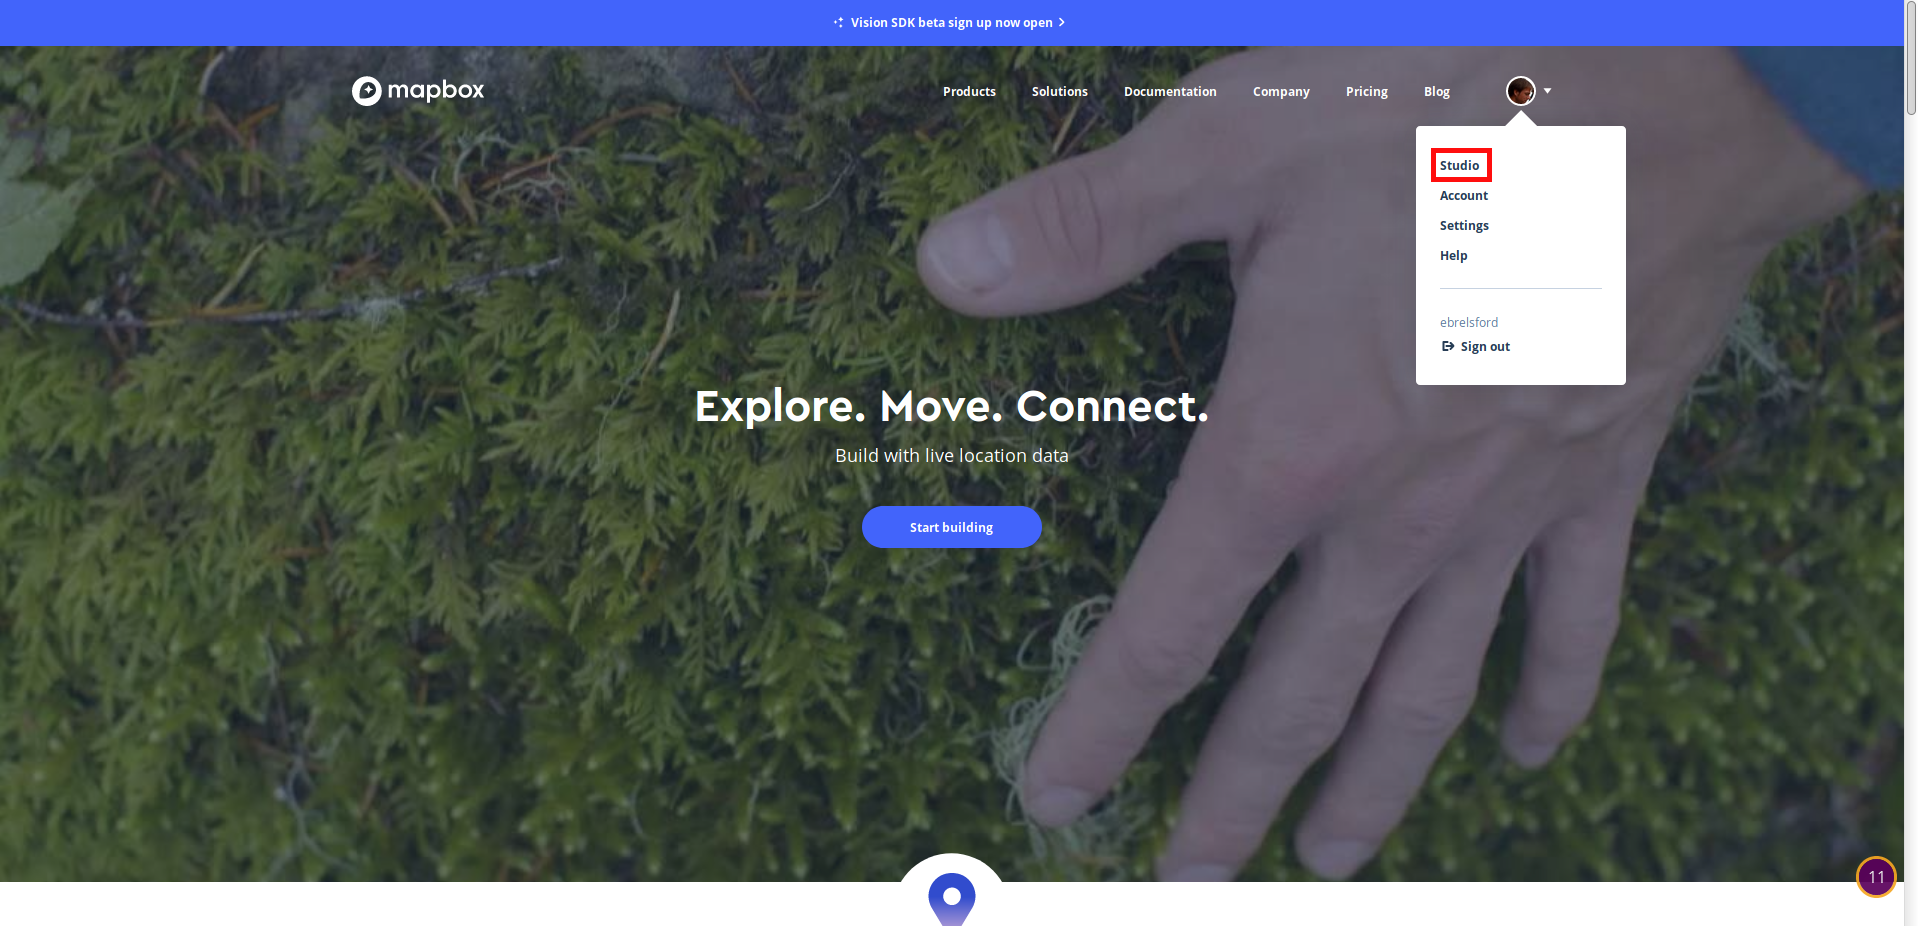 Vision SDK beta sign up now open
mapbox
Products Solutions Documentation Company Pricing Blog
Studio
Account
Settings
Help
ebrelsford
Sign out
Explore. Move. Connect.
Build with live location data
Start building
11